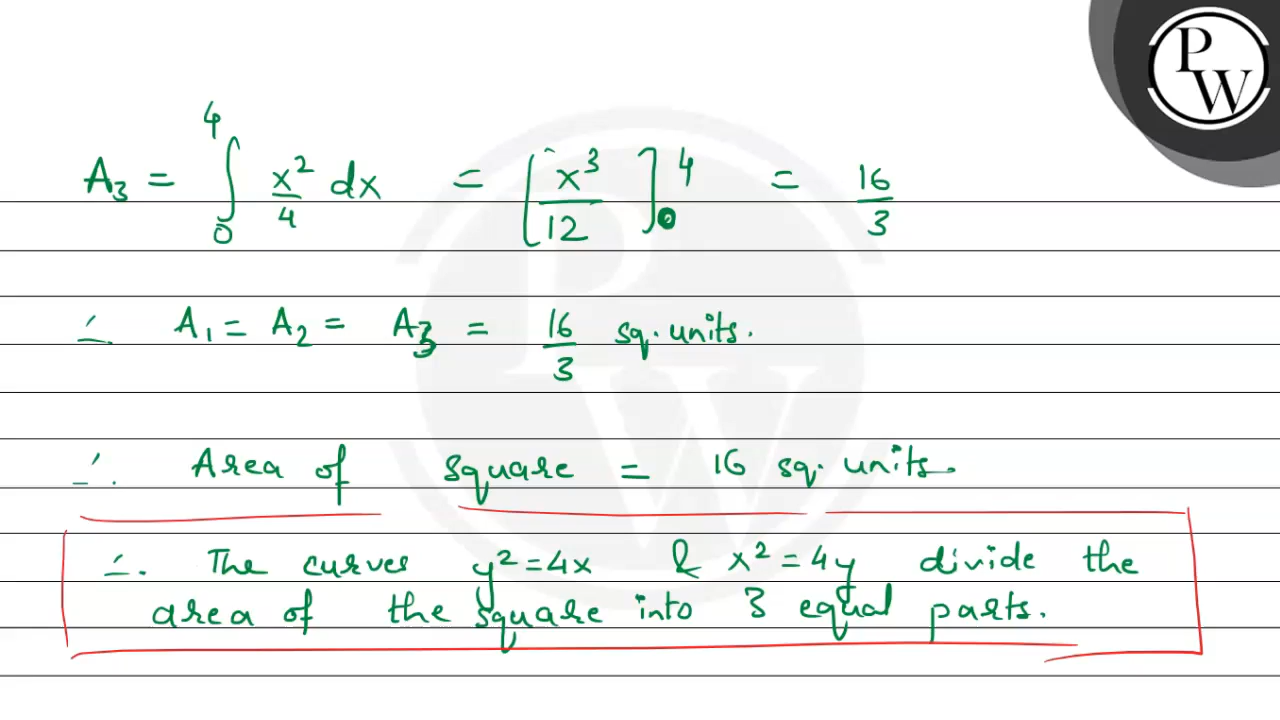 PW
A₃ = ∫₀⁴ x²/4 dx = [x³/12]₀⁴ = 16/3
∴ A₁ = A₂ = A₃ = 16/3 sq. units.
∴ Area of square = 16 sq. units.
∴ The curves y² = 4x & x² = 4y divide the
area of the square into 3 equal parts.